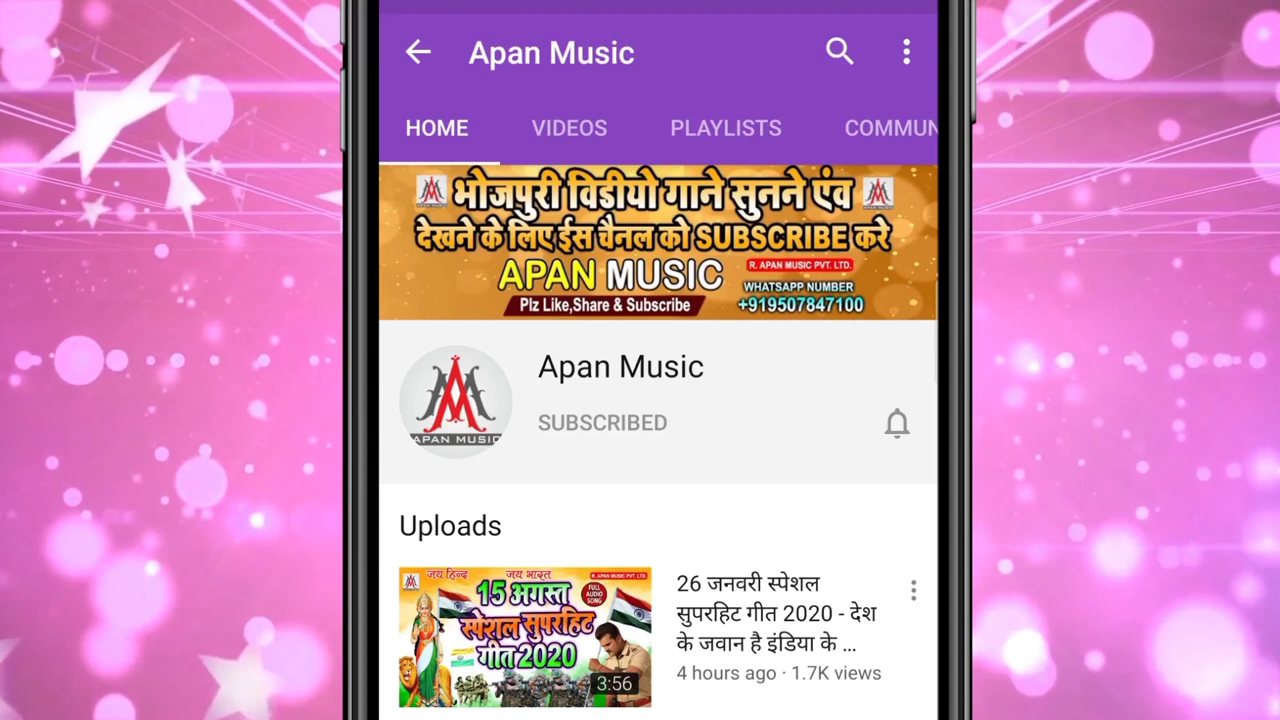 Apan Music
HOME VIDEOS PLAYLISTS COMMUN
भोजपुरी विडीयो गाने सुनने एंव
देखने के लिए ईस चैनल को SUBSCRIBE करे
APAN MUSIC
R. APAN MUSIC PVT. LTD.
WHATSAPP NUMBER
+919507847100
Plz Like,Share & Subscribe
Apan Music
SUBSCRIBED
APAN MUSIC
Uploads
जय हिन्द जय भारत
R. APAN MUSIC PVT. LTD
15 अगस्त
FULL
AUDIO
SONG
स्पेशल सुपरहिट
गीत 2020
3:56
26 जनवरी स्पेशल
सुपरहिट गीत 2020 - देश
के जवान है इंडिया के ...
4 hours ago · 1.7K views